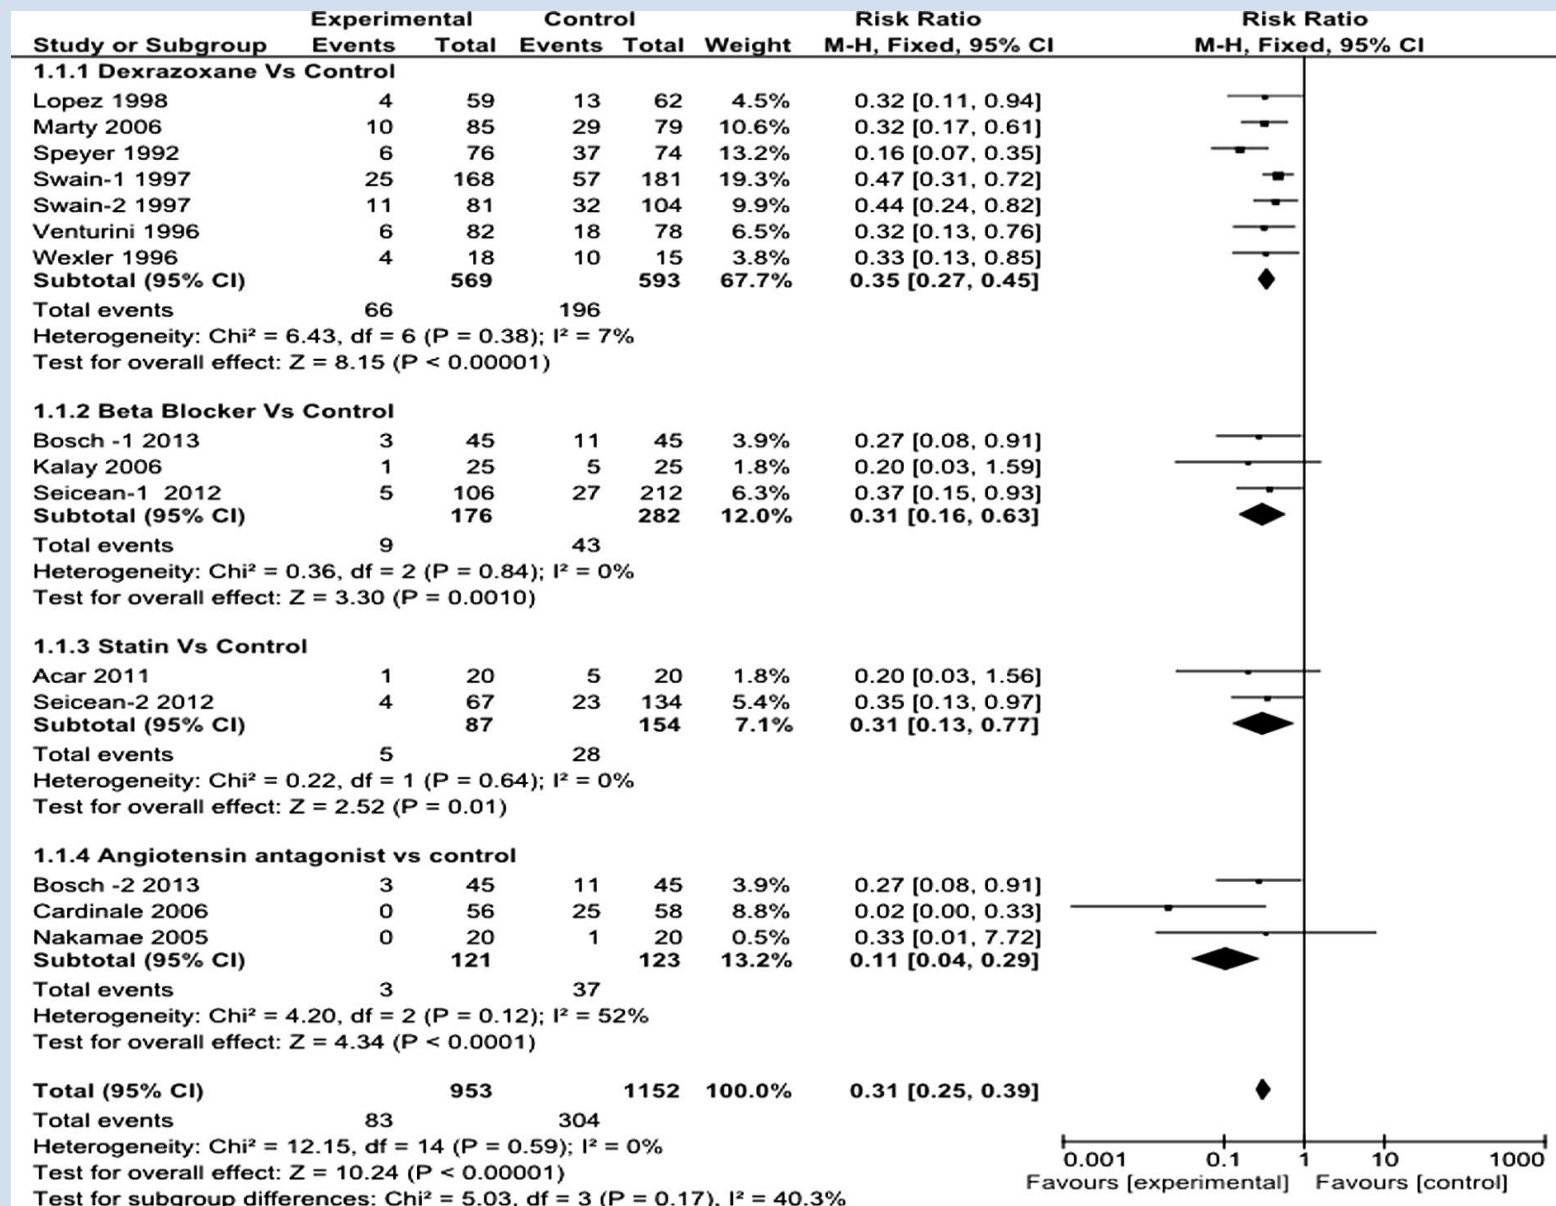 Experimental Control Risk Ratio Risk Ratio
Study or Subgroup Events Total Events Total Weight M-H, Fixed, 95% CI M-H, Fixed, 95% CI
1.1.1 Dexrazoxane Vs Control
Lopez 1998 4 59 13 62 4.5% 0.32 [0.11, 0.94]
Marty 2006 10 85 29 79 10.6% 0.32 [0.17, 0.61]
Speyer 1992 6 76 37 74 13.2% 0.16 [0.07, 0.35]
Swain-1 1997 25 168 57 181 19.3% 0.47 [0.31, 0.72]
Swain-2 1997 11 81 32 104 9.9% 0.44 [0.24, 0.82]
Venturini 1996 6 82 18 78 6.5% 0.32 [0.13, 0.76]
Wexler 1996 4 18 10 15 3.8% 0.33 [0.13, 0.85]
Subtotal (95% CI) 569 593 67.7% 0.35 [0.27, 0.45]
Total events 66 196
Heterogeneity: Chi² = 6.43, df = 6 (P = 0.38); I² = 7%
Test for overall effect: Z = 8.15 (P < 0.00001)
1.1.2 Beta Blocker Vs Control
Bosch -1 2013 3 45 11 45 3.9% 0.27 [0.08, 0.91]
Kalay 2006 1 25 5 25 1.8% 0.20 [0.03, 1.59]
Seicean-1 2012 5 106 27 212 6.3% 0.37 [0.15, 0.93]
Subtotal (95% CI) 176 282 12.0% 0.31 [0.16, 0.63]
Total events 9 43
Heterogeneity: Chi² = 0.36, df = 2 (P = 0.84); I² = 0%
Test for overall effect: Z = 3.30 (P = 0.0010)
1.1.3 Statin Vs Control
Acar 2011 1 20 5 20 1.8% 0.20 [0.03, 1.56]
Seicean-2 2012 4 67 23 134 5.4% 0.35 [0.13, 0.97]
Subtotal (95% CI) 87 154 7.1% 0.31 [0.13, 0.77]
Total events 5 28
Heterogeneity: Chi² = 0.22, df = 1 (P = 0.64); I² = 0%
Test for overall effect: Z = 2.52 (P = 0.01)
1.1.4 Angiotensin antagonist vs control
Bosch -2 2013 3 45 11 45 3.9% 0.27 [0.08, 0.91]
Cardinale 2006 0 56 25 58 8.8% 0.02 [0.00, 0.33]
Nakamae 2005 0 20 1 20 0.5% 0.33 [0.01, 7.72]
Subtotal (95% CI) 121 123 13.2% 0.11 [0.04, 0.29]
Total events 3 37
Heterogeneity: Chi² = 4.20, df = 2 (P = 0.12); I² = 52%
Test for overall effect: Z = 4.34 (P < 0.0001)
Total (95% CI) 953 1152 100.0% 0.31 [0.25, 0.39]
Total events 83 304
Heterogeneity: Chi² = 12.15, df = 14 (P = 0.59); I² = 0%
Test for overall effect: Z = 10.24 (P < 0.00001)
Test for subgroup differences: Chi² = 5.03, df = 3 (P = 0.17), I² = 40.3%
0.001 0.1 1 10 1000
Favours [experimental] Favours [control]